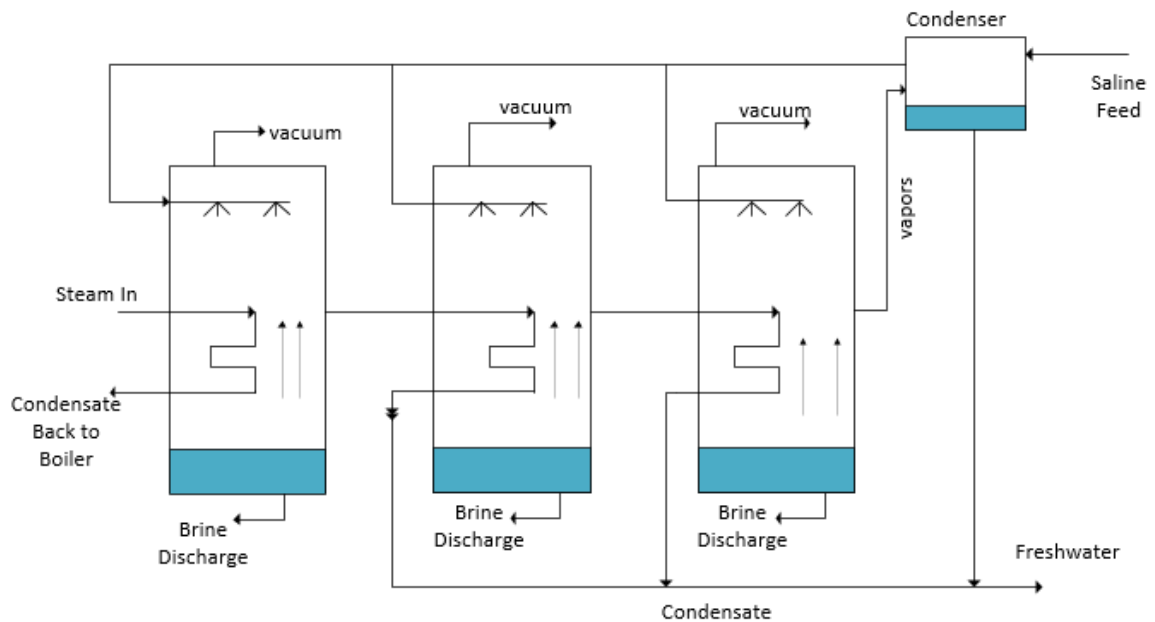 Condenser
Saline
Feed
vacuum
vacuum
vacuum
vapors
Steam In
Condensate
Back to
Boiler
Brine
Discharge
Brine
Discharge
Brine
Discharge
Freshwater
Condensate